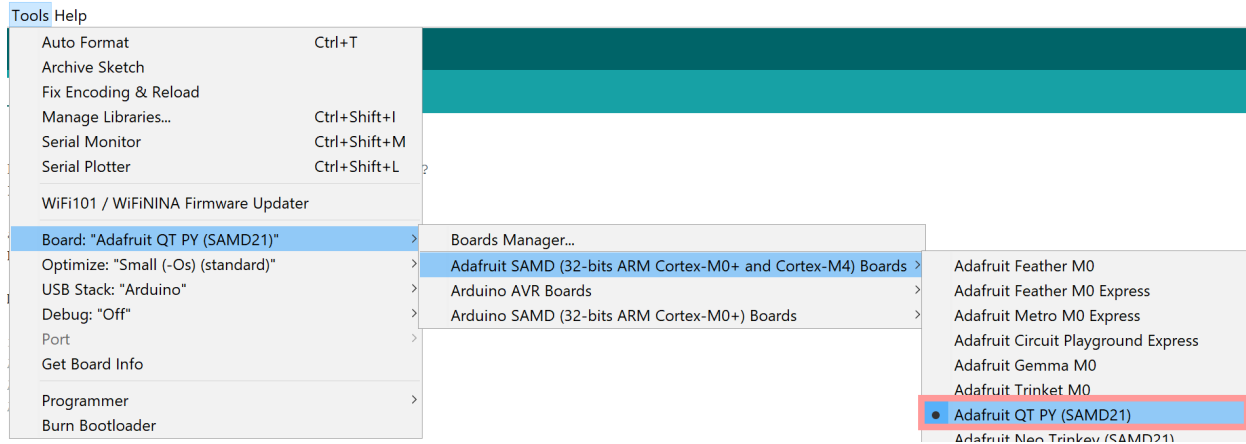 Tools Help
Auto Format Ctrl+T
Archive Sketch
Fix Encoding & Reload
Manage Libraries... Ctrl+Shift+I
Serial Monitor Ctrl+Shift+M
Serial Plotter Ctrl+Shift+L
?
WiFi101 / WiFiNINA Firmware Updater
Board: "Adafruit QT PY (SAMD21)"
Optimize: "Small (-Os) (standard)"
USB Stack: "Arduino"
Debug: "Off"
Port
Get Board Info
Programmer
Burn Bootloader
Boards Manager...
Adafruit SAMD (32-bits ARM Cortex-M0+ and Cortex-M4) Boards
Arduino AVR Boards
Arduino SAMD (32-bits ARM Cortex-M0+) Boards
Adafruit Feather M0
Adafruit Feather M0 Express
Adafruit Metro M0 Express
Adafruit Circuit Playground Express
Adafruit Gemma M0
Adafruit Trinket M0
Adafruit QT PY (SAMD21)
Adafruit Neo Trinkey (SAMD21)